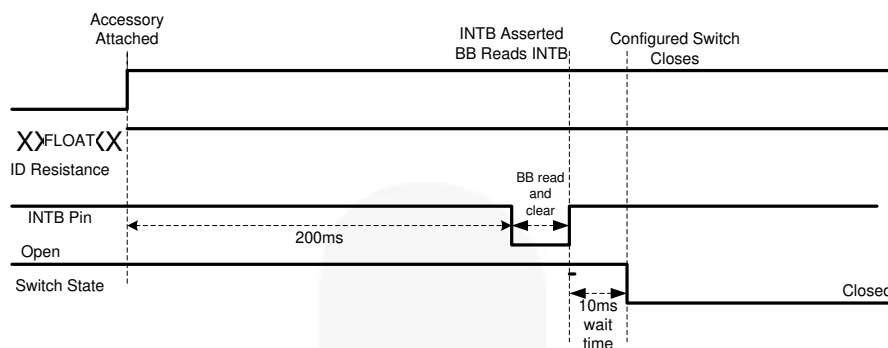 Accessory
Attached
INTB Asserted
BB Reads INTB
Configured Switch
Closes
XXFLOATXX
ID Resistance
INTB Pin
BB read
and
clear
200ms
Open
Switch State
Closed
10ms
wait
time